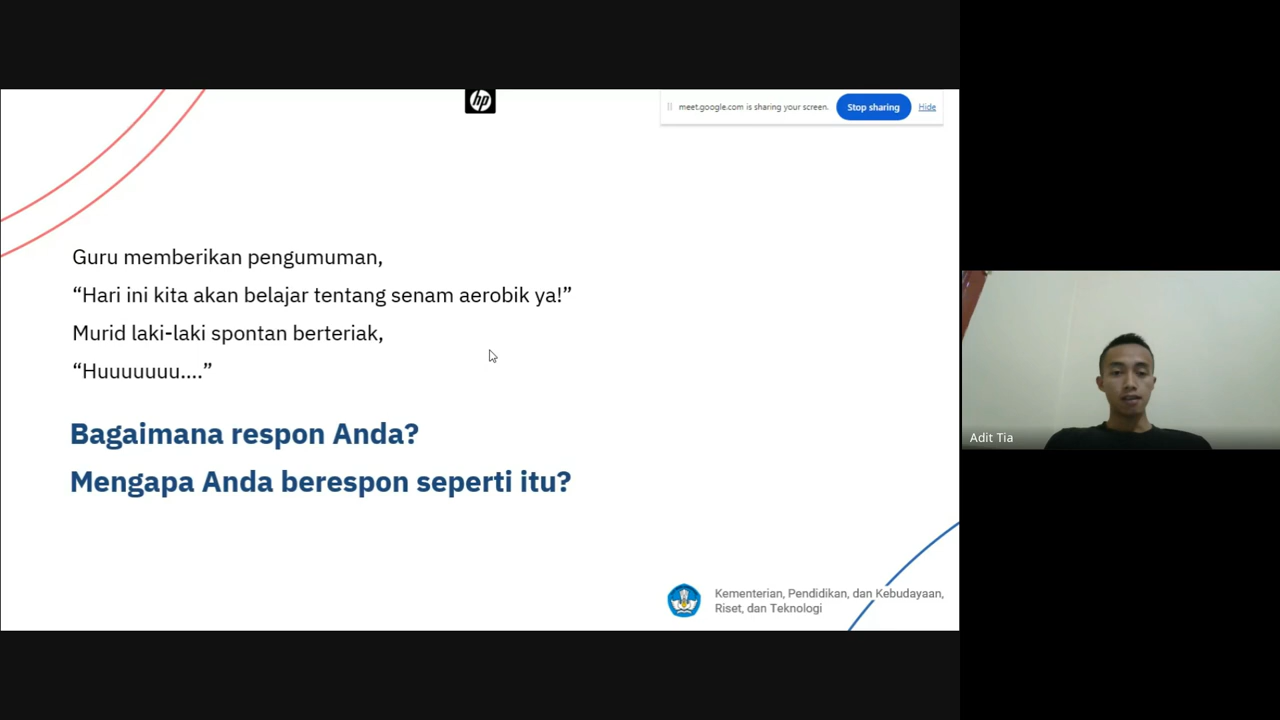 hp
meet.google.com is sharing your screen.
Stop sharing
Hide
Guru memberikan pengumuman,
“Hari ini kita akan belajar tentang senam aerobik ya!”
Murid laki-laki spontan berteriak,
“Huuuuuuu....”
Bagaimana respon Anda?
Mengapa Anda berespon seperti itu?
Kementerian, Pendidikan, dan Kebudayaan,
Riset, dan Teknologi
Adit Tia